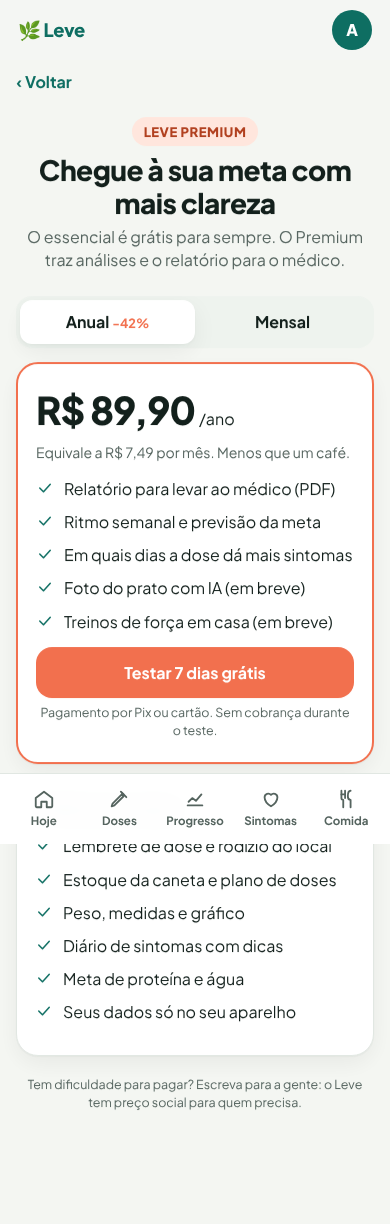 Leve
A
‹ Voltar
LEVE PREMIUM
Chegue à sua meta com
mais clareza
O essencial é grátis para sempre. O Premium
traz análises e o relatório para o médico.
Anual -42%
Mensal
R$ 89,90 /ano
Equivale a R$ 7,49 por mês. Menos que um café.
Relatório para levar ao médico (PDF)
Ritmo semanal e previsão da meta
Em quais dias a dose dá mais sintomas
Foto do prato com IA (em breve)
Treinos de força em casa (em breve)
Testar 7 dias grátis
Pagamento por Pix ou cartão. Sem cobrança durante
o teste.
Hoje
Doses
Progresso
Sintomas
Comida
Lembrete de dose e rodízio do local
Estoque da caneta e plano de doses
Peso, medidas e gráfico
Diário de sintomas com dicas
Meta de proteína e água
Seus dados só no seu aparelho
Tem dificuldade para pagar? Escreva para a gente: o Leve
tem preço social para quem precisa.